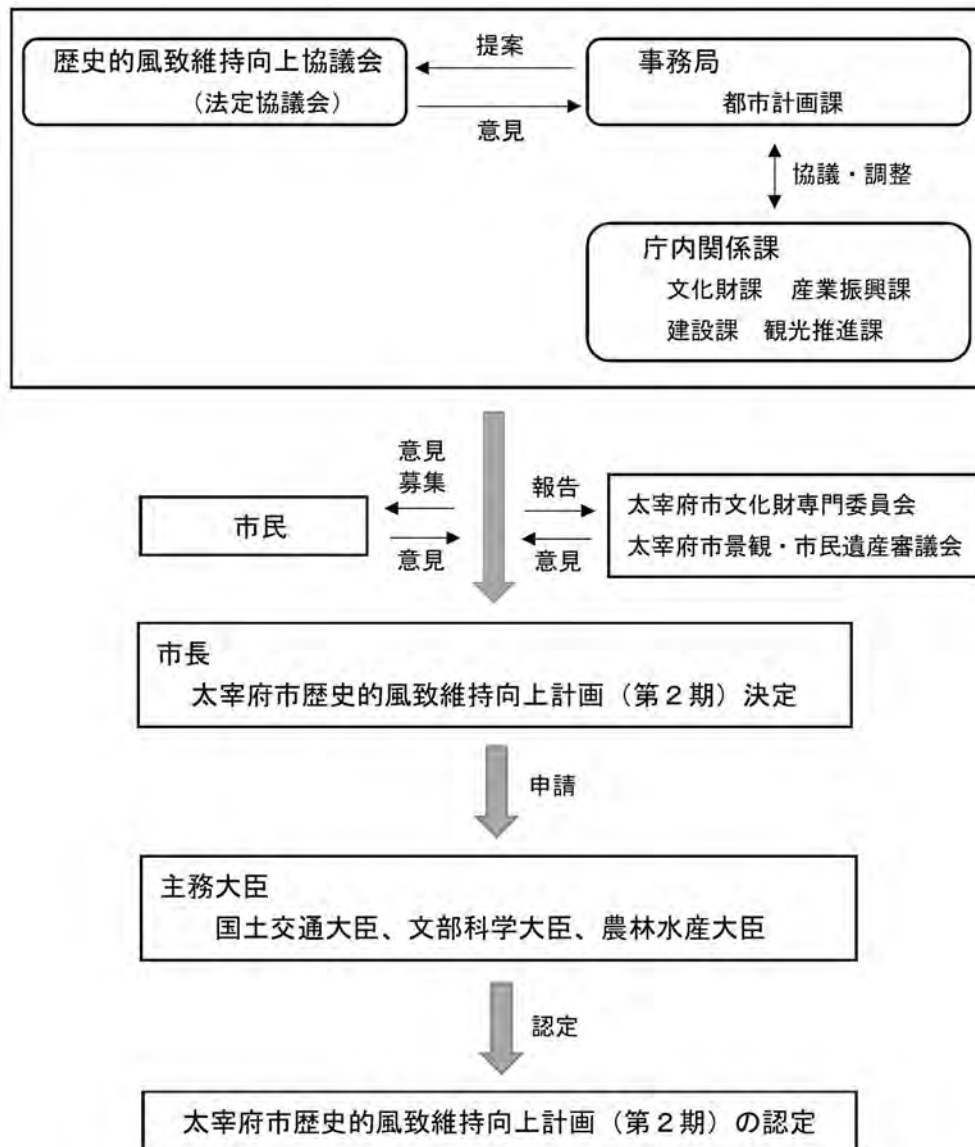 歴史的風致維持向上協議会
（法定協議会）
提案
意見
事務局
都市計画課
協議・調整
庁内関係課
文化財課　産業振興課
建設課　観光推進課
意見
募集
報告
市民
意見
意見
太宰府市文化財専門委員会
太宰府市景観・市民遺産審議会
市長
太宰府市歴史的風致維持向上計画（第２期）決定
申請
主務大臣
国土交通大臣、文部科学大臣、農林水産大臣
認定
太宰府市歴史的風致維持向上計画（第２期）の認定